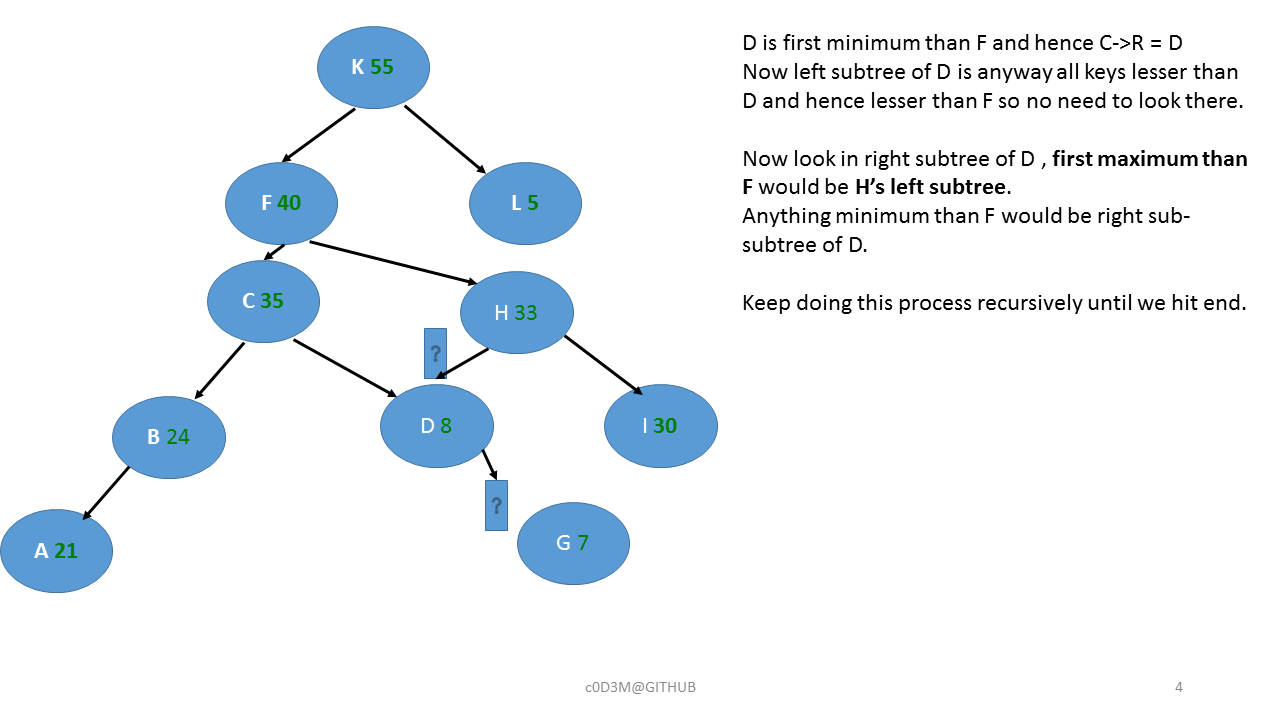 K 55
F 40
L 5
C 35
H 33
?
B 24
D 8
I 30
?
A 21
G 7
D is first minimum than F and hence C->R = D
Now left subtree of D is anyway all keys lesser than
D and hence lesser than F so no need to look there.
Now look in right subtree of D , first maximum than
F would be H’s left subtree.
Anything minimum than F would be right sub-
subtree of D.
Keep doing this process recursively until we hit end.
c0D3M@GITHUB
4